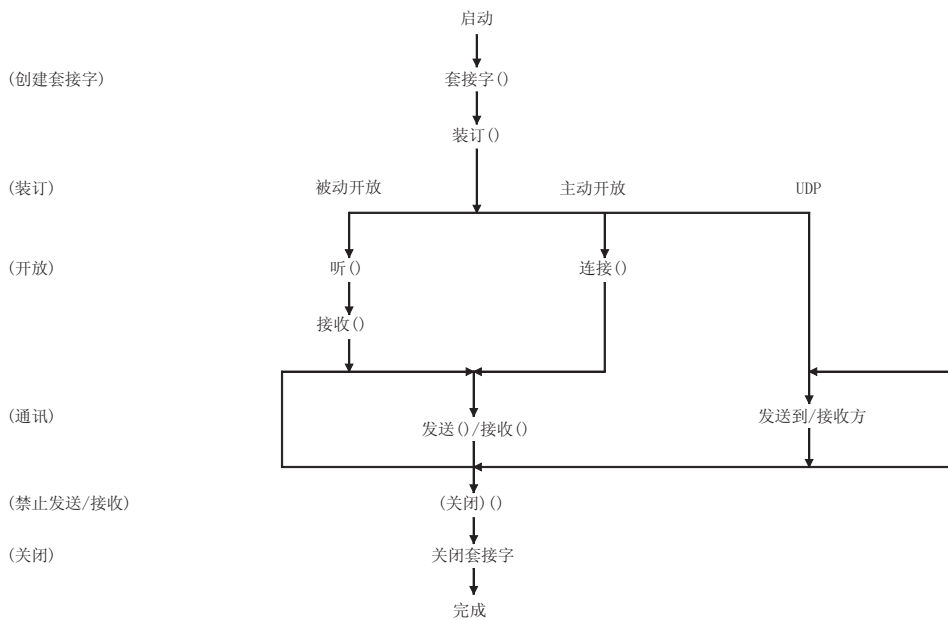 启动
(创建套接字)
套接字()
装订()
(装订)
被动开放
主动开放
UDP
(开放)
听()
连接()
接收()
(通讯)
发送()/接收()
发送到/接收方
(禁止发送/接收)
(关闭)()
(关闭)
关闭套接字
完成